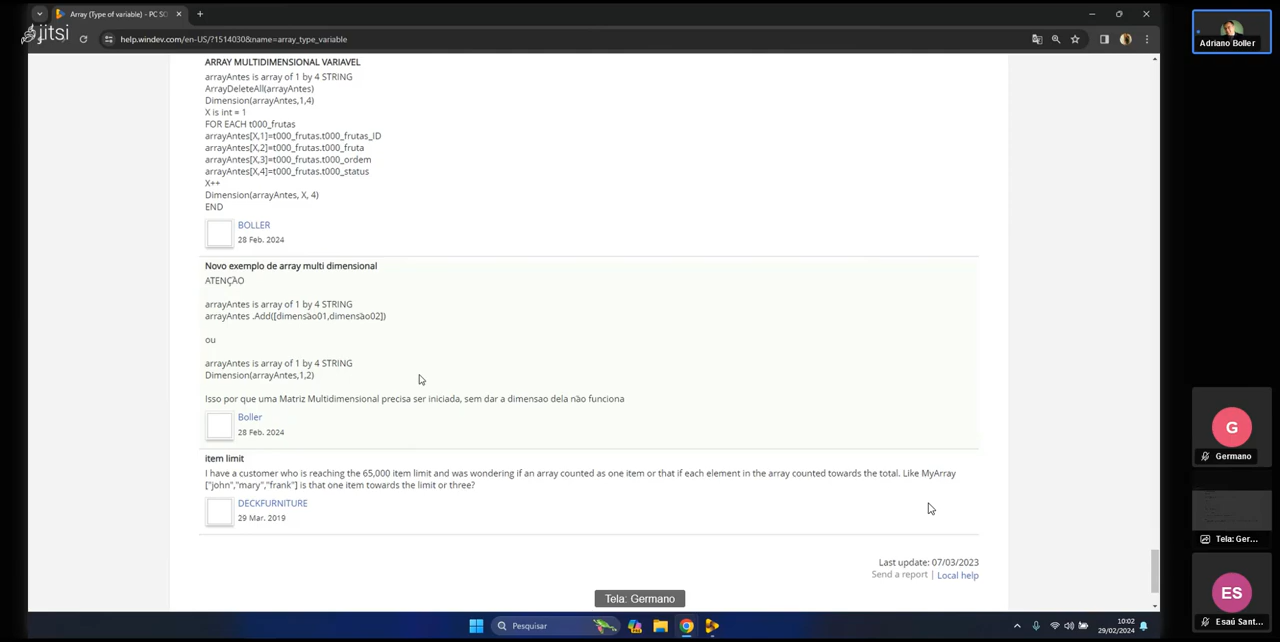 Array (Type of variable) - PC SO
jitsi
help.windev.com/en-US/?1514030&name=array_type_variable
ARRAY MULTIDIMENSIONAL VARIAVEL
arrayAntes is array of 1 by 4 STRING
ArrayDeleteAll(arrayAntes)
Dimension(arrayAntes,1,4)
X is int = 1
FOR EACH t000_frutas
arrayAntes[X,1]=t000_frutas.t000_frutas_ID
arrayAntes[X,2]=t000_frutas.t000_fruta
arrayAntes[X,3]=t000_frutas.t000_ordem
arrayAntes[X,4]=t000_frutas.t000_status
X++
Dimension(arrayAntes, X, 4)
END
BOLLER
28 Feb. 2024
Novo exemplo de array multi dimensional
ATENÇÃO
arrayAntes is array of 1 by 4 STRING
arrayAntes .Add([dimensão01,dimensão02])
ou
arrayAntes is array of 1 by 4 STRING
Dimension(arrayAntes,1,2)
Isso por que uma Matriz Multidimensional precisa ser iniciada, sem dar a dimensao dela não funciona
Boller
28 Feb. 2024
item limit
I have a customer who is reaching the 65,000 item limit and was wondering if an array counted as one item or that if each element in the array counted towards the total. Like MyArray
["john","mary","frank"] is that one item towards the limit or three?
DECKFURNITURE
29 Mar. 2019
Last update: 07/03/2023
Send a report | Local help
Tela: Germano
Pesquisar
10:02
29/02/2024
Adriano Boller
G
Germano
Tela: Ger...
ES
Esaú Sant...